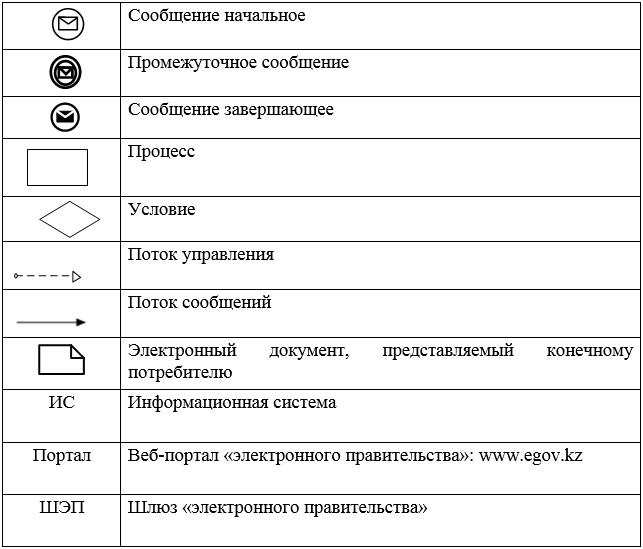 Сообщение начальное
Промежуточное сообщение
Сообщение завершающее
Процесс
Условие
Поток управления
Поток сообщений
Электронный документ, представляемый конечному
потребителю
ИС Информационная система
Портал Веб-портал «электронного правительства»: www.egov.kz
ШЭП Шлюз «электронного правительства»